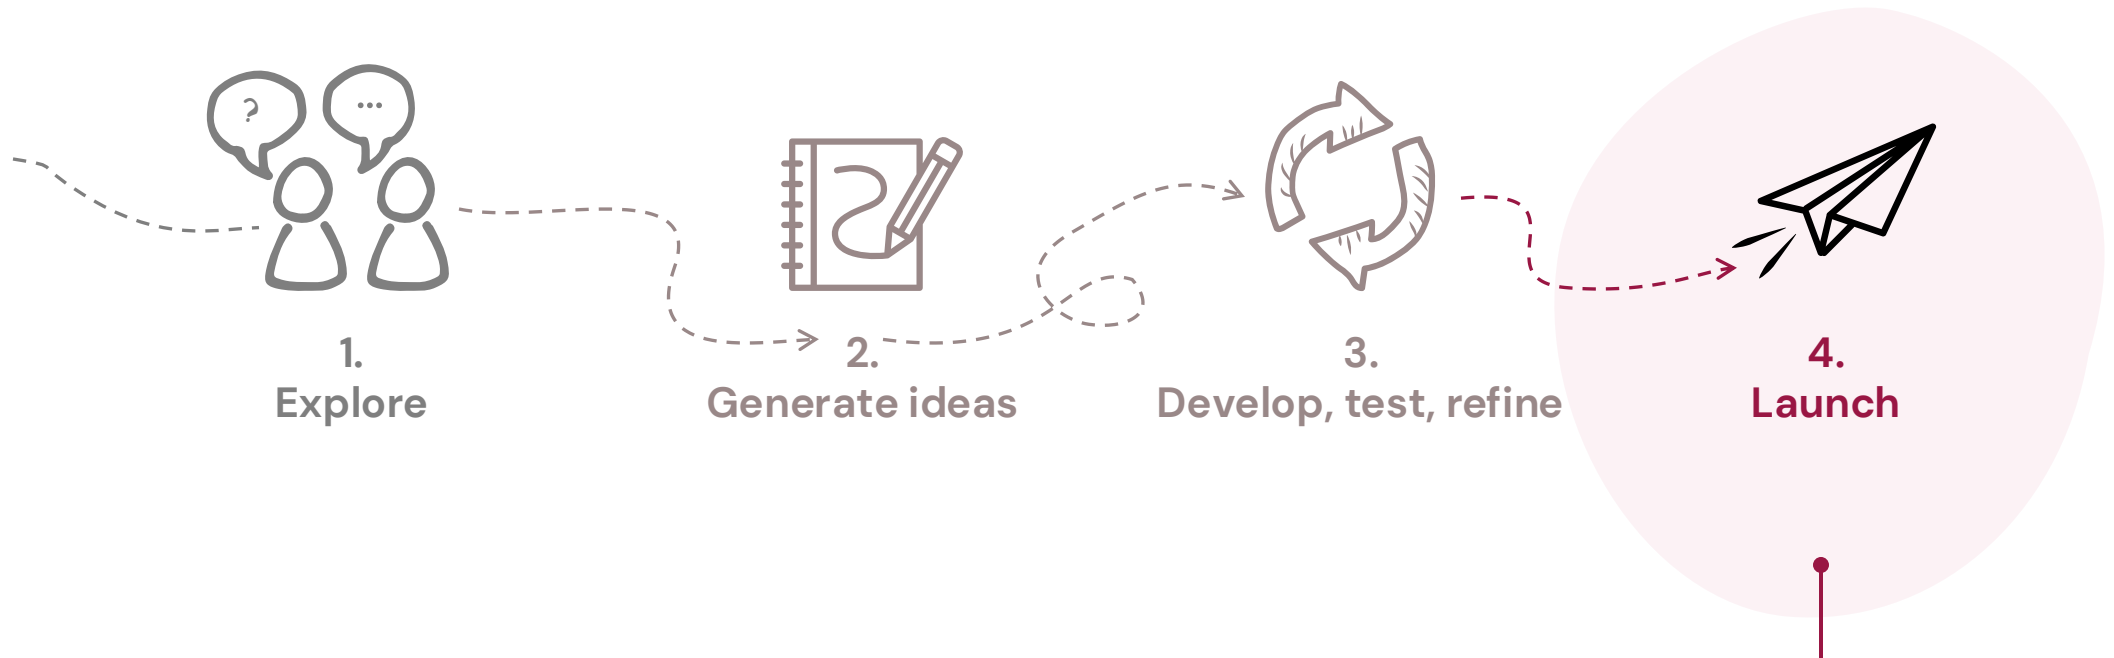 ?
...
1.
Explore
2.
Generate ideas
3.
Develop, test, refine
4.
Launch